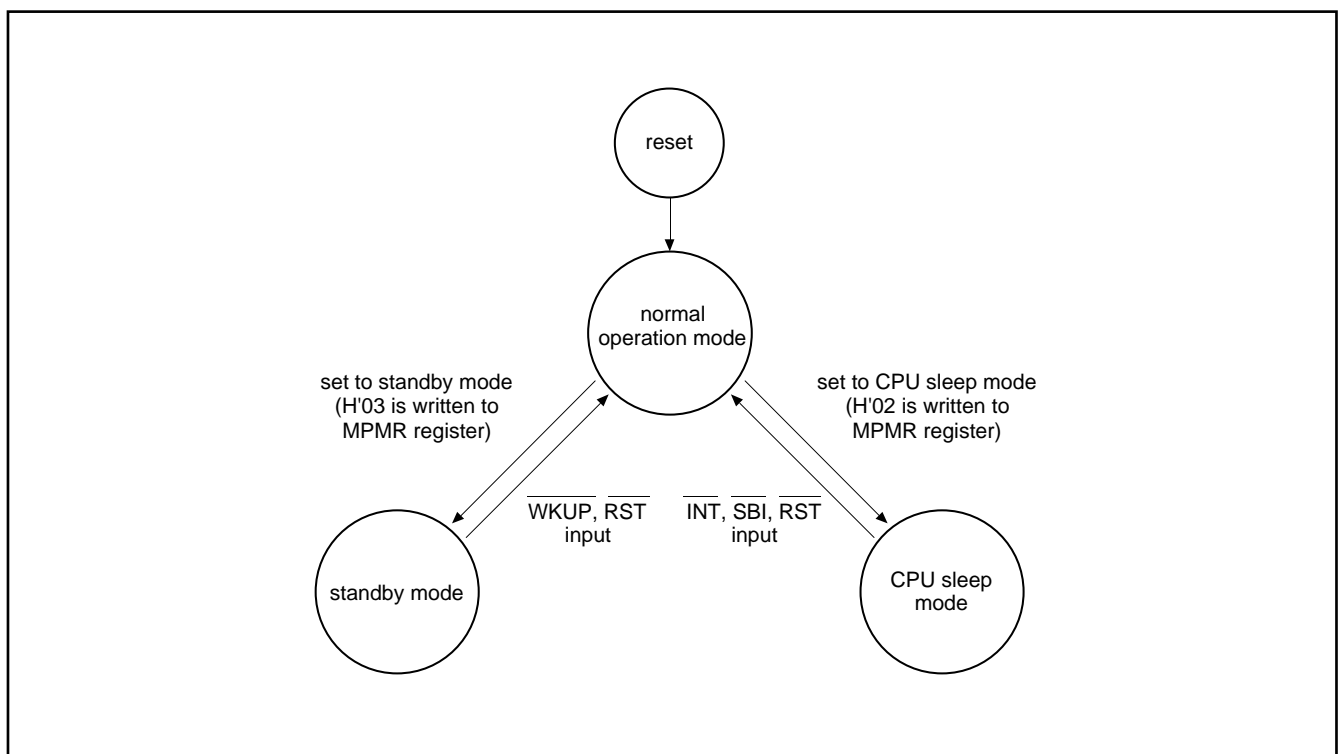 reset
normal
operation mode
set to standby mode
(H'03 is written to
MPMR register)
set to CPU sleep mode
(H'02 is written to
MPMR register)
WKUP, RST
input
INT, SBI, RST
input
standby mode
CPU sleep
mode